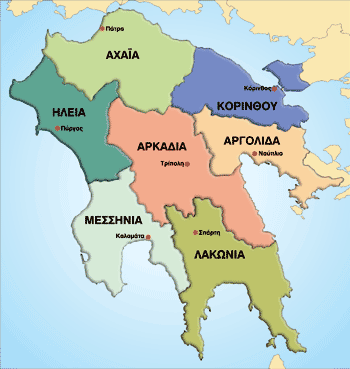 Πάτρα
ΑΧΑΪΑ
Κόρινθος
ΚΟΡΙΝΘΟΥ
ΗΛΕΙΑ
Πύργος
ΑΡΓΟΛΙΔΑ
Ναύπλιο
ΑΡΚΑΔΙΑ
Τρίπολη
ΜΕΣΣΗΝΙΑ
Καλαμάτα
Σπάρτη
ΛΑΚΩΝΙΑ